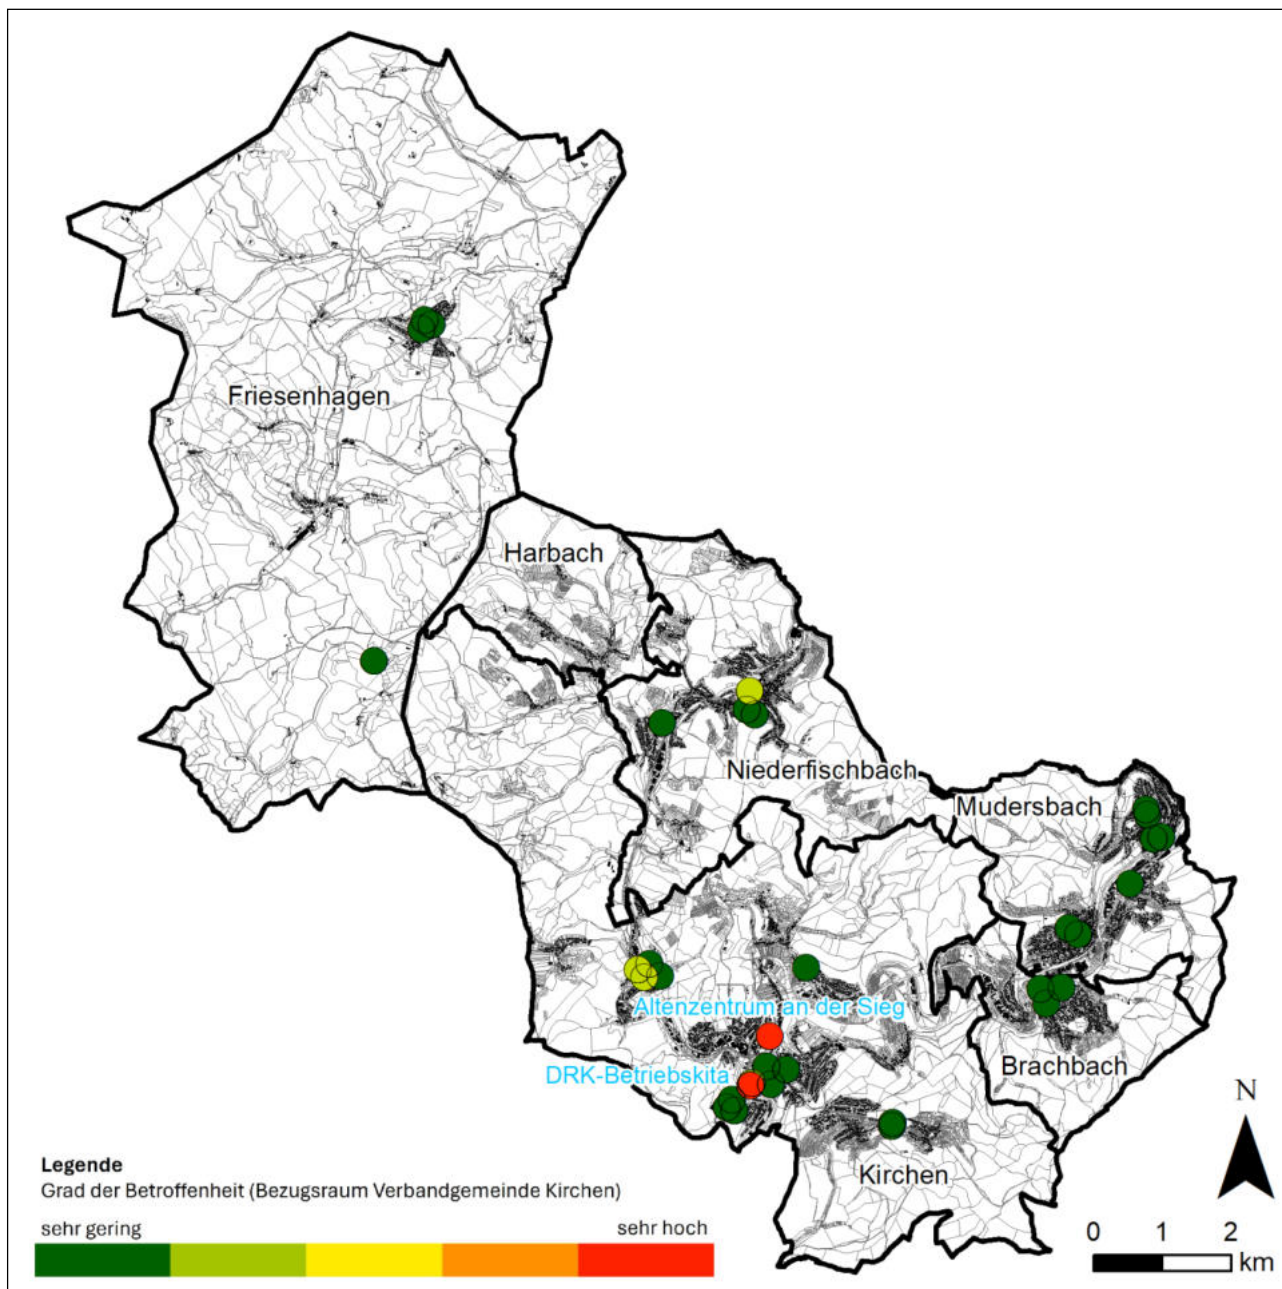 Friesenhagen
Harbach
Niederfischbach
Mudersbach
Altenzentrum an der Sieg
DRK-Betriebskita
Brachbach
Kirchen
N
Legende
Grad der Betroffenheit (Bezugsraum Verbandgemeinde Kirchen)
sehr gering
sehr hoch
0 1 2
km